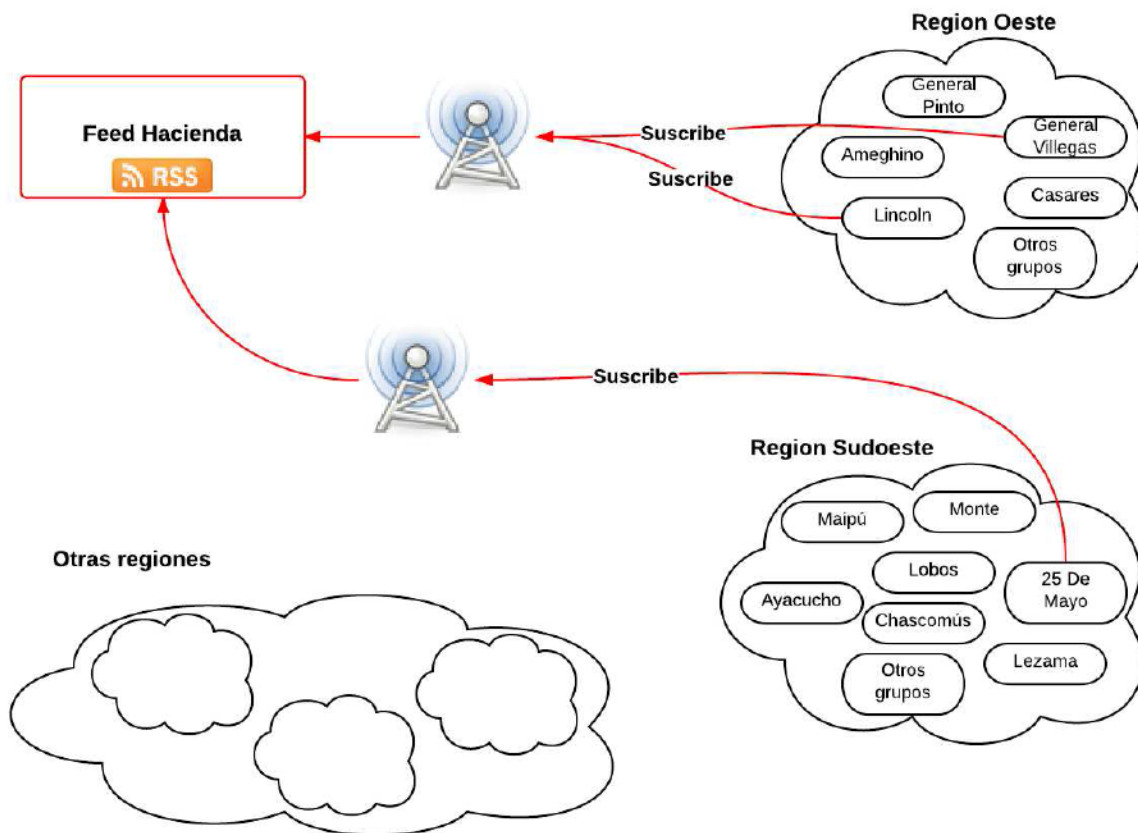 Region Oeste
General
Pinto
Feed Hacienda
RSS
Suscribe
General
Villegas
Ameghino
Suscribe
Casares
Lincoln
Otros
grupos
Suscribe
Region Sudoeste
Maipú
Monte
Otras regiones
Lobos
25 De
Mayo
Ayacucho
Chascomús
Lezama
Otros
grupos